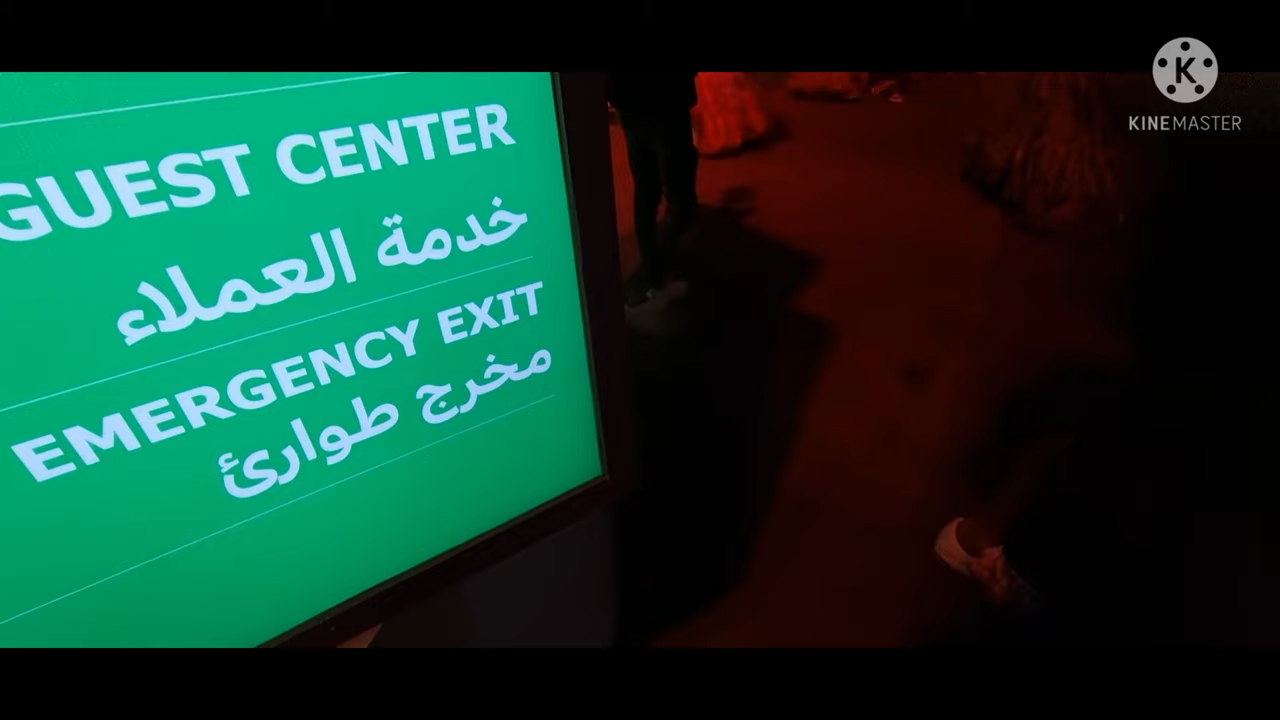 GUEST CENTER
خدمة العملاء
EMERGENCY EXIT
مخرج طوارئ
K
KINEMASTER